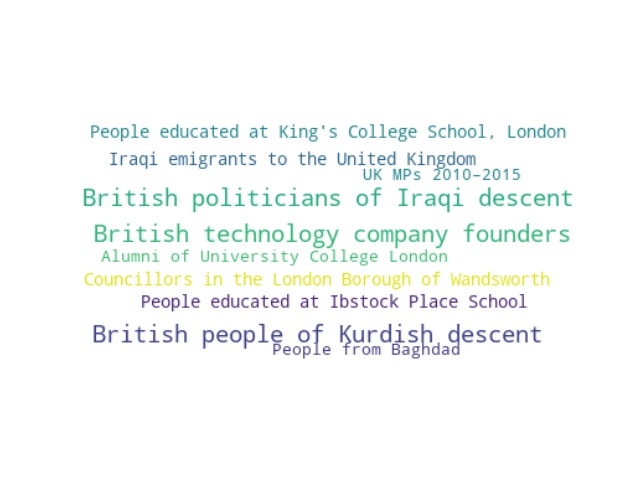 People educated at King's College School, London
Iraqi emigrants to the United Kingdom
UK MPs 2010–2015
British politicians of Iraqi descent
British technology company founders
Alumni of University College London
Councillors in the London Borough of Wandsworth
People educated at Ibstock Place School
British people of Kurdish descent
People from Baghdad